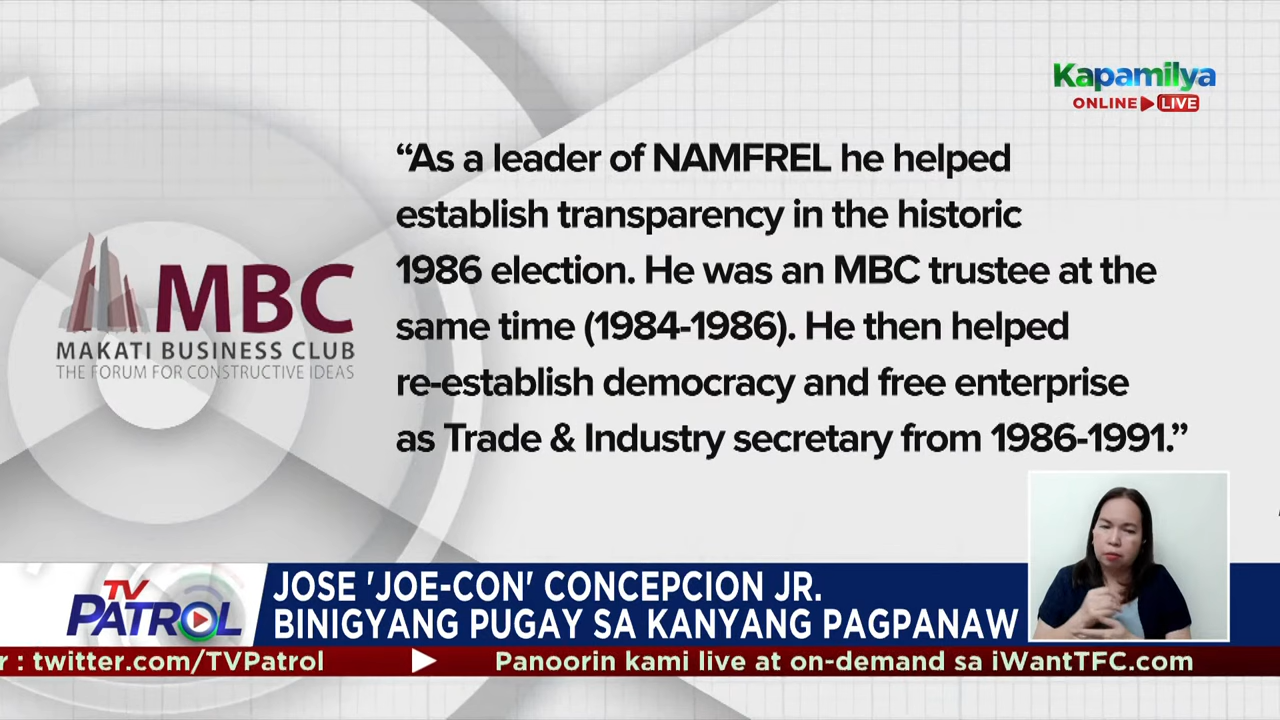 Kapamilya
ONLINE LIVE
“As a leader of NAMFREL he helped
establish transparency in the historic
1986 election. He was an MBC trustee at the
same time (1984-1986). He then helped
re-establish democracy and free enterprise
as Trade & Industry secretary from 1986-1991.”
MBC
MAKATI BUSINESS CLUB
THE FORUM FOR CONSTRUCTIVE IDEAS
TV PATROL
JOSE 'JOE-CON' CONCEPCION JR.
BINIGYANG PUGAY SA KANYANG PAGPANAW
r : twitter.com/TVPatrol Panoorin kami live at on-demand sa iWantTFC.com